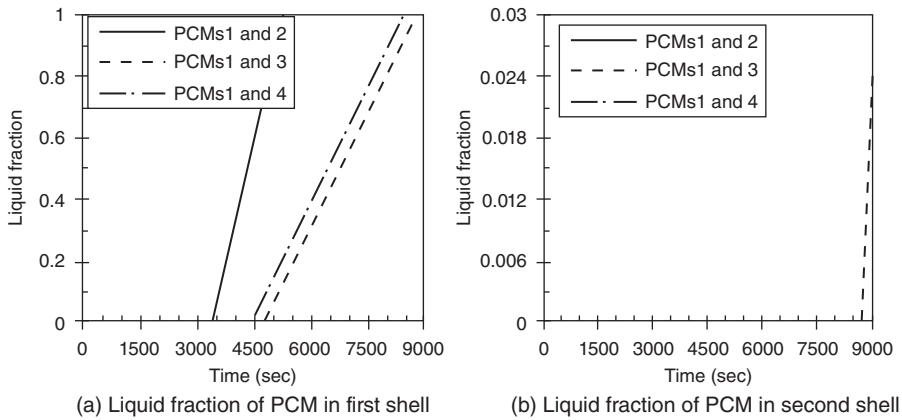 1
0.8
0.6
0.4
0.2
0
Liquid fraction
PCMs1 and 2
PCMs1 and 3
PCMs1 and 4
0 1500 3000 4500 6000 7500 9000
Time (sec)
(a) Liquid fraction of PCM in first shell
0.03
0.024
0.018
0.012
0.006
0
Liquid fraction
PCMs1 and 2
PCMs1 and 3
PCMs1 and 4
0 1500 3000 4500 6000 7500 9000
Time (sec)
(b) Liquid fraction of PCM in second shell